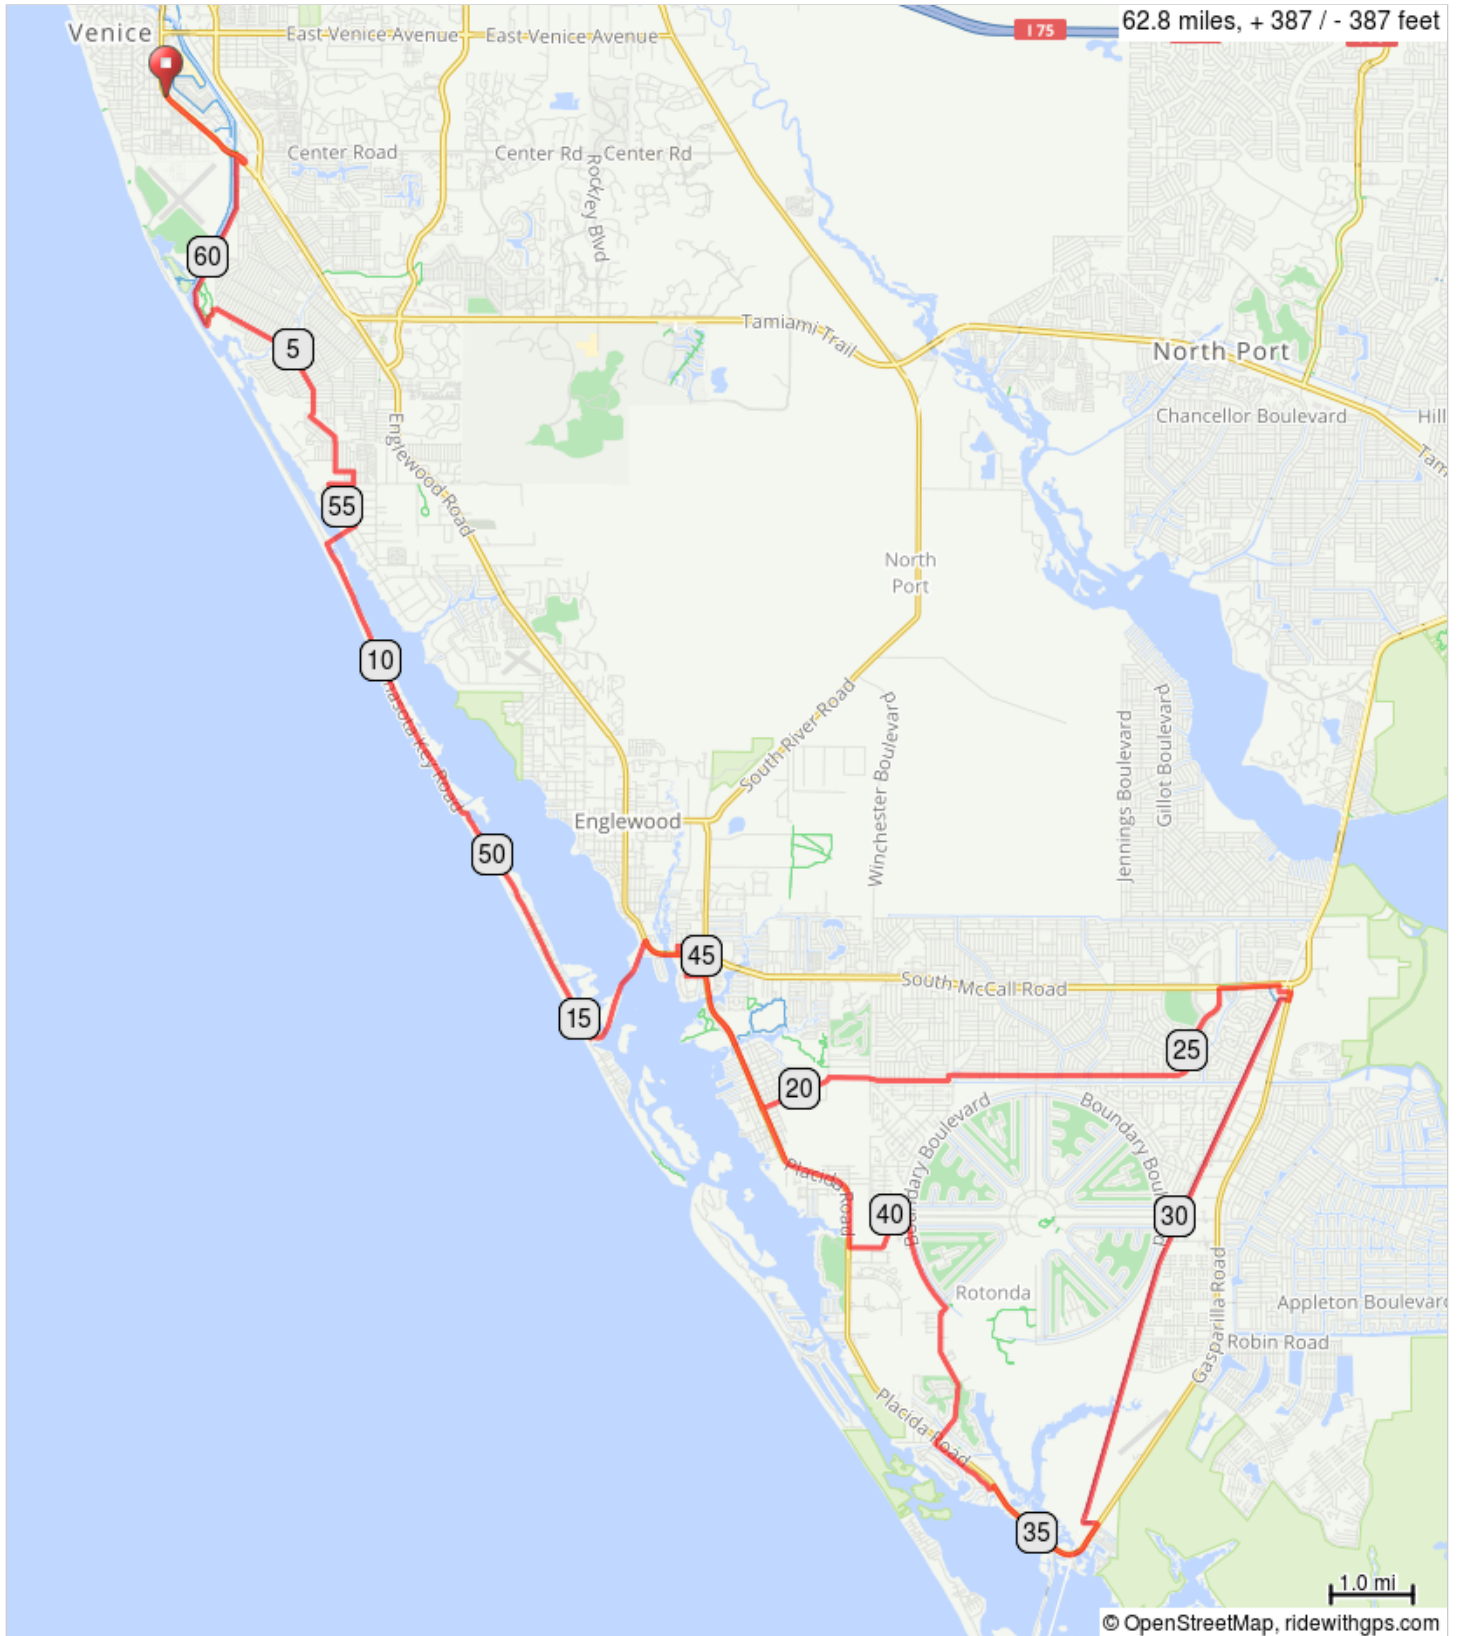 62.8 miles, + 387 / - 387 feet
Venice
East Venice Avenue
East Venice Avenue
I 75
Center Road
Center Rd
Center Rd
Rockley Blvd
60
5
Tamiami Trail
North Port
Chancellor Boulevard
Hill
Tam
Englewood Road
55
North
Port
10
asota Key Road
South River Road
Winchester Boulevard
Jennings Boulevard
Gillot Boulevard
Englewood
50
45
South McCall Road
15
25
20
Boundary Boulevard
Boundary Boul
Placida Road
40
30
Rotonda
Gasparilla Road
Appleton Boulevard
Robin Road
Placida Road
35
1.0 mi
© OpenStreetMap, ridewithgps.com